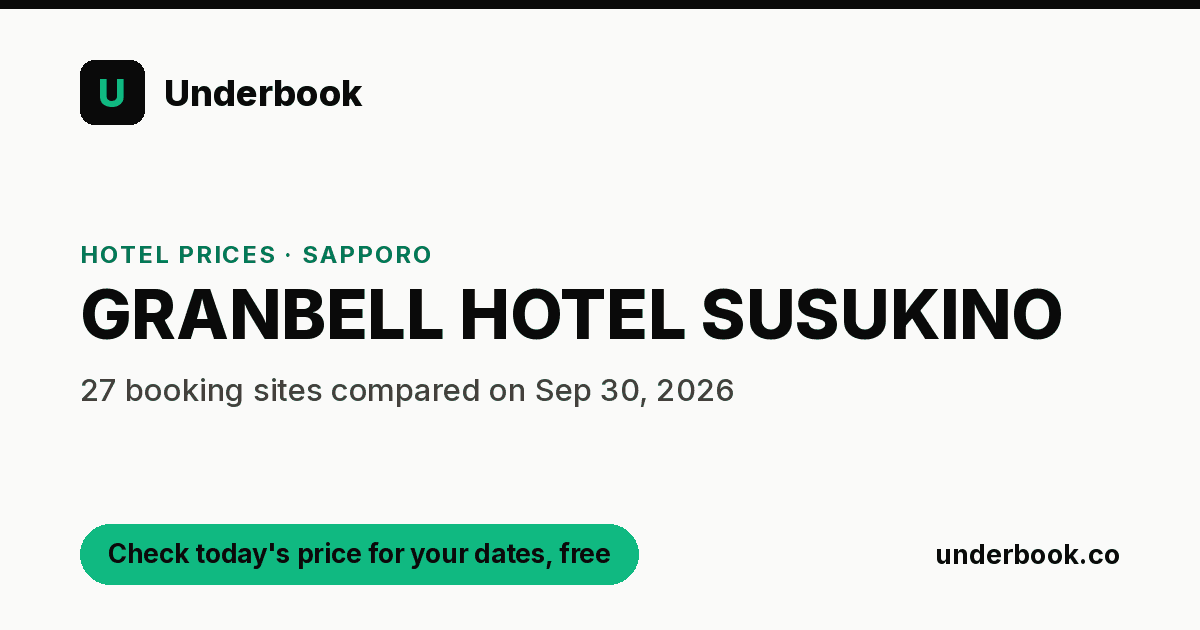 U
Underbook
HOTEL PRICES · SAPPORO
GRANBELL HOTEL SUSUKINO
27 booking sites compared on Sep 30, 2026
Check today's price for your dates, free
underbook.co